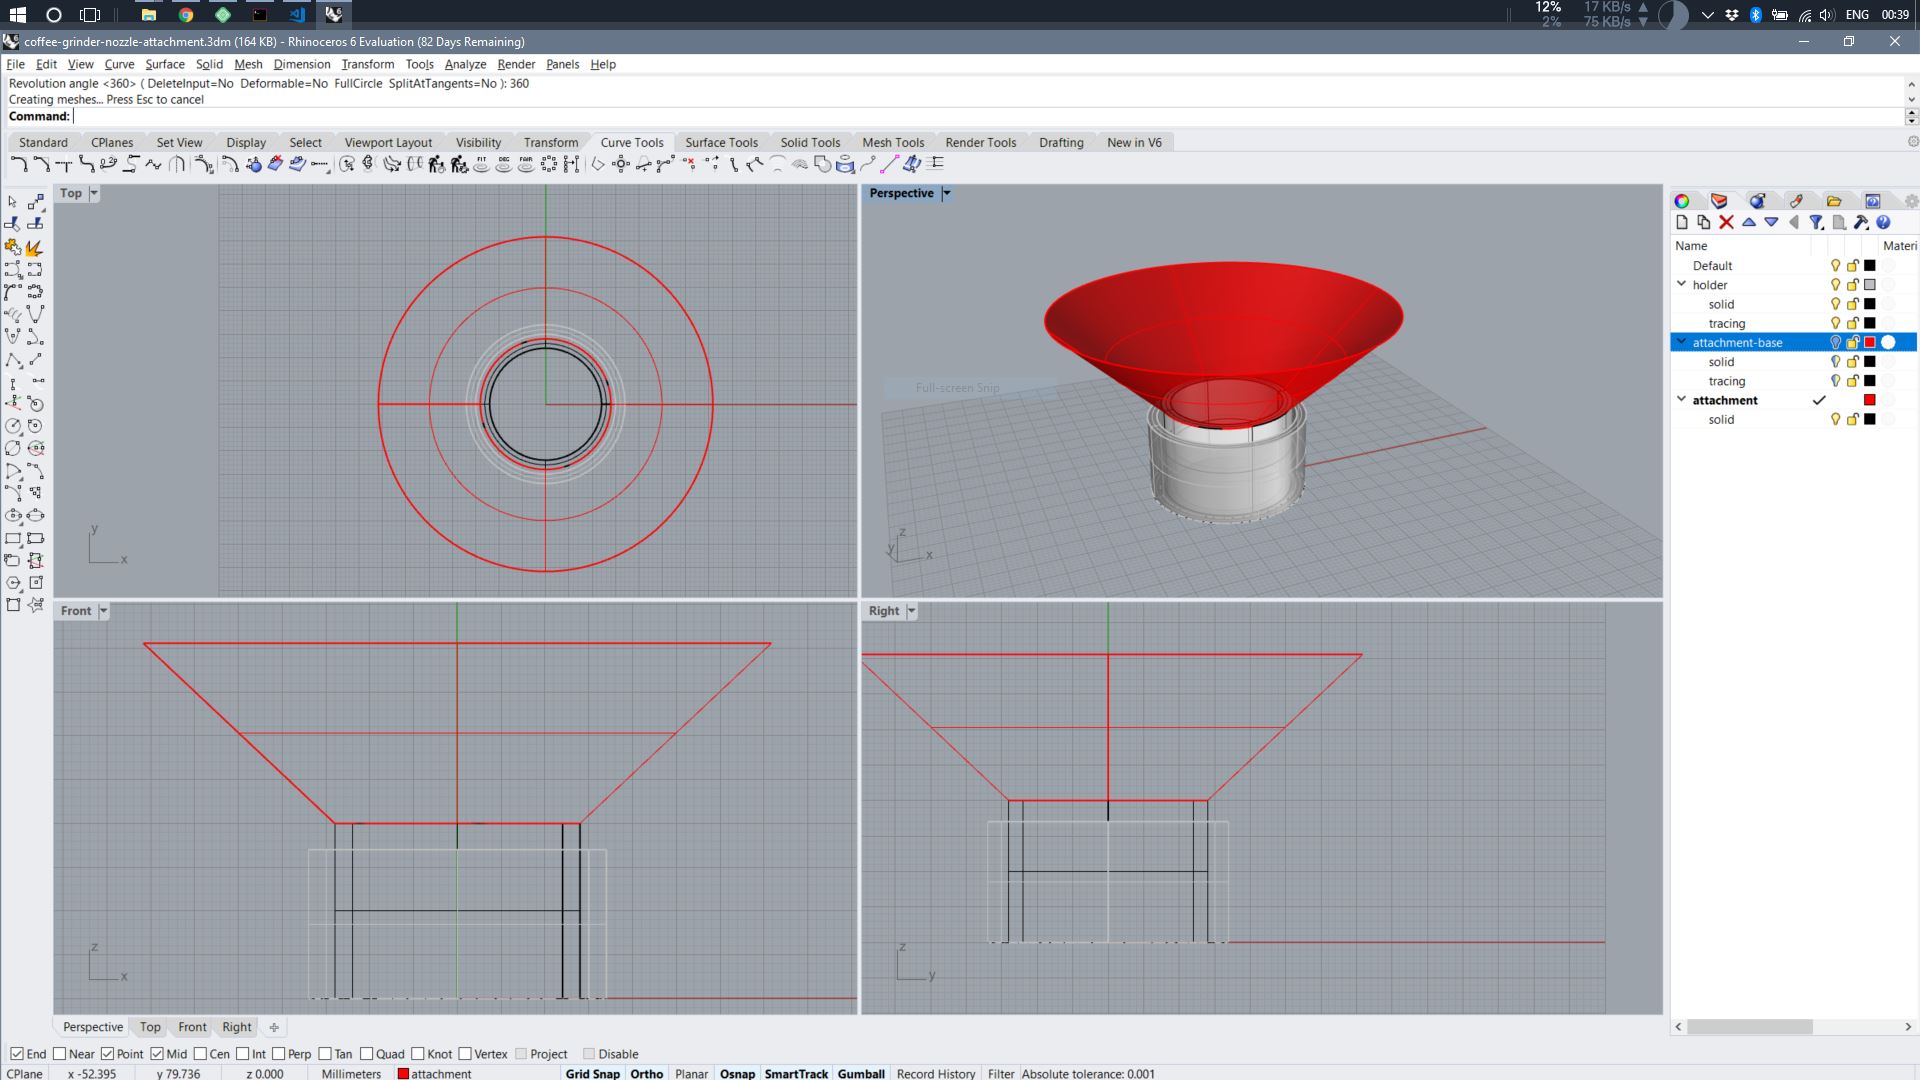 12% 17 KB/s
2% 75 KB/s
ENG 00:39
coffee-grinder-nozzle-attachment.3dm (164 KB) - Rhinoceros 6 Evaluation (82 Days Remaining)
File Edit View Curve Surface Solid Mesh Dimension Transform Tools Analyze Render Panels Help
Revolution angle <360> ( DeleteInput=No Deformable=No FullCircle SplitAtTangents=No ): 360
Creating meshes... Press Esc to cancel
Command:
Standard CPlanes Set View Display Select Viewport Layout Visibility Transform Curve Tools Surface Tools Solid Tools Mesh Tools Render Tools Drafting New in V6
FIT DEG FAIR
Top
y
x
Perspective
Full-screen Snip
z
y x
Front
z
x
Right
z
y
Name Materi
Default
holder
solid
tracing
attachment-base
solid
tracing
attachment
solid
Perspective Top Front Right
End Near Point Mid Cen Int Perp Tan Quad Knot Vertex Project Disable
CPlane x -52.395 y 79.736 z 0.000 Millimeters attachment Grid Snap Ortho Planar Osnap SmartTrack Gumball Record History Filter Absolute tolerance: 0.001